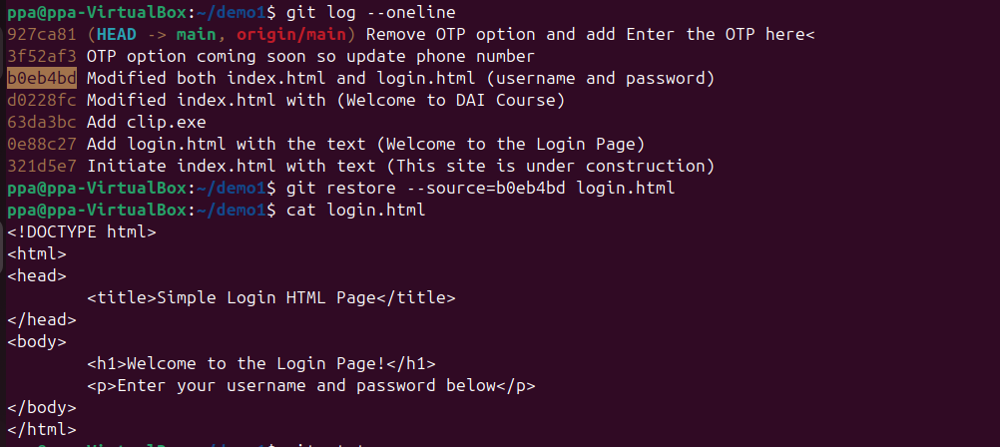 ppa@ppa-VirtualBox:~/demo1$ git log --oneline
927ca81 (HEAD -> main, origin/main) Remove OTP option and add Enter the OTP here<
3f52af3 OTP option coming soon so update phone number
b0eb4bd Modified both index.html and login.html (username and password)
d0228fc Modified index.html with (Welcome to DAI Course)
63da3bc Add clip.exe
0e88c27 Add login.html with the text (Welcome to the Login Page)
321d5e7 Initiate index.html with text (This site is under construction)
ppa@ppa-VirtualBox:~/demo1$ git restore --source=b0eb4bd login.html
ppa@ppa-VirtualBox:~/demo1$ cat login.html
<!DOCTYPE html>
<html>
<head>
        <title>Simple Login HTML Page</title>
</head>
<body>
        <h1>Welcome to the Login Page!</h1>
        <p>Enter your username and password below</p>
</body>
</html>